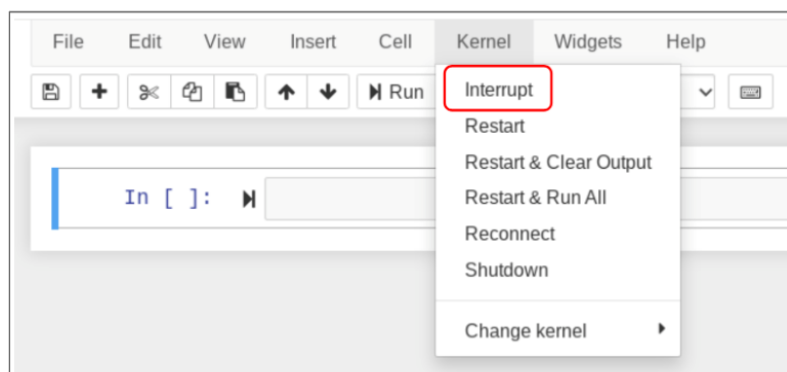 File Edit View Insert Cell Kernel Widgets Help
Run
Interrupt
Restart
Restart & Clear Output
Restart & Run All
Reconnect
Shutdown
Change kernel
In [ ]: